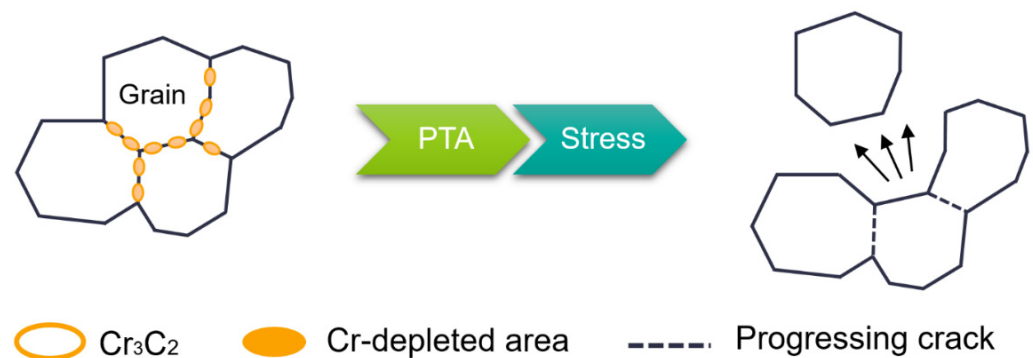 Grain
PTA
Stress
Cr₃C₂
Cr-depleted area
Progressing crack